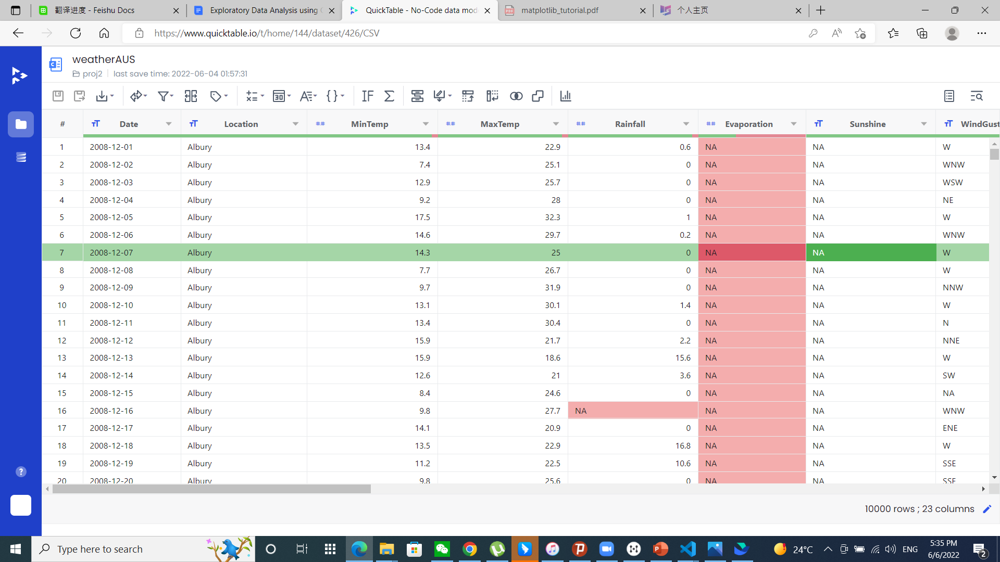 翻译进度 - Feishu Docs
Exploratory Data Analysis using
QuickTable - No-Code data mod
PDF
matplotlib_tutorial.pdf
个人主页
https://www.quicktable.io/t/home/144/dataset/426/CSV
weatherAUS
proj2 | last save time: 2022-06-04 01:57:31
30 A {} IF Σ
# Date Location MinTemp MaxTemp Rainfall Evaporation Sunshine WindGust
1 2008-12-01 Albury 13.4 22.9 0.6 NA NA W
2 2008-12-02 Albury 7.4 25.1 0 NA NA WNW
3 2008-12-03 Albury 12.9 25.7 0 NA NA WSW
4 2008-12-04 Albury 9.2 28 0 NA NA NE
5 2008-12-05 Albury 17.5 32.3 1 NA NA W
6 2008-12-06 Albury 14.6 29.7 0.2 NA NA WNW
7 2008-12-07 Albury 14.3 25 0 NA NA W
8 2008-12-08 Albury 7.7 26.7 0 NA NA W
9 2008-12-09 Albury 9.7 31.9 0 NA NA NNW
10 2008-12-10 Albury 13.1 30.1 1.4 NA NA W
11 2008-12-11 Albury 13.4 30.4 0 NA NA N
12 2008-12-12 Albury 15.9 21.7 2.2 NA NA NNE
13 2008-12-13 Albury 15.9 18.6 15.6 NA NA W
14 2008-12-14 Albury 12.6 21 3.6 NA NA SW
15 2008-12-15 Albury 8.4 24.6 0 NA NA NA
16 2008-12-16 Albury 9.8 27.7 NA NA NA WNW
17 2008-12-17 Albury 14.1 20.9 0 NA NA ENE
18 2008-12-18 Albury 13.5 22.9 16.8 NA NA W
19 2008-12-19 Albury 11.2 22.5 10.6 NA NA SSE
20 2008-12-20 Albury 9.8 25.6 0 NA NA SSE
10000 rows ; 23 columns
Type here to search
24°C
ENG
5:35 PM
6/6/2022
2